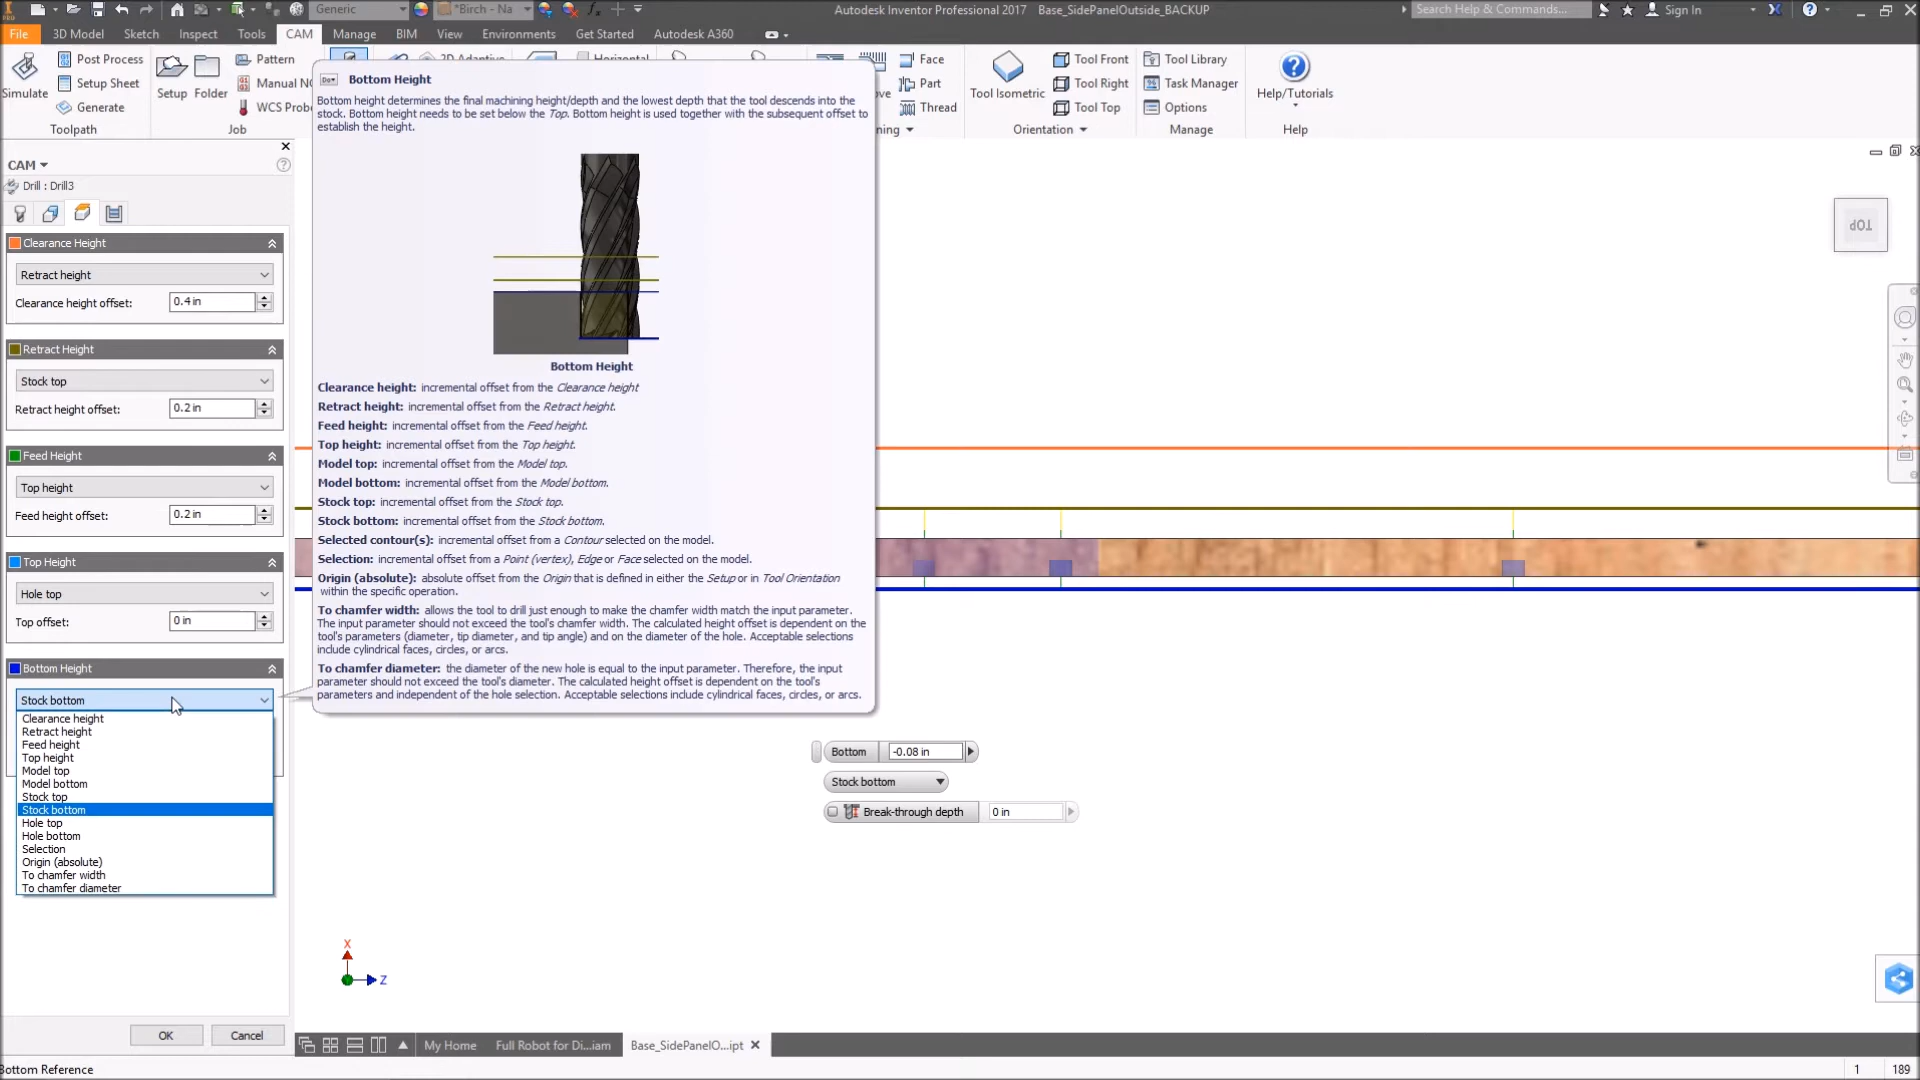 Generic
*Birch - Na
Autodesk Inventor Professional 2017 Base_SidePanelOutside_BACKUP
Search Help & Commands...
Sign In
PRO
File 3D Model Sketch Inspect Tools CAM Manage BIM View Environments Get Started Autodesk A360
Simulate
Post Process
Setup Sheet
Generate
Toolpath
Setup
Folder
Pattern
Manual NC
WCS Probe
Job
2D Adaptive
Horizontal
Face
Part
Thread
Tool Isometric
Tool Front
Tool Right
Tool Top
Orientation
Tool Library
Task Manager
Options
Manage
Help/Tutorials
Help
CAM
Drill : Drill3
Clearance Height
Retract height
Clearance height offset: 0.4 in
Retract Height
Stock top
Retract height offset: 0.2 in
Feed Height
Top height
Feed height offset: 0.2 in
Top Height
Hole top
Top offset: 0 in
Bottom Height
Stock bottom
Clearance height
Retract height
Feed height
Top height
Model top
Model bottom
Stock top
Stock bottom
Hole top
Hole bottom
Selection
Origin (absolute)
To chamfer width
To chamfer diameter
OK
Cancel
Bottom Height
Bottom height determines the final machining height/depth and the lowest depth that the tool descends into the
stock. Bottom height needs to be set below the Top. Bottom height is used together with the subsequent offset to
establish the height.
Bottom Height
Clearance height: incremental offset from the Clearance height
Retract height: incremental offset from the Retract height.
Feed height: incremental offset from the Feed height.
Top height: incremental offset from the Top height.
Model top: incremental offset from the Model top.
Model bottom: incremental offset from the Model bottom.
Stock top: incremental offset from the Stock top.
Stock bottom: incremental offset from the Stock bottom.
Selected contour(s): incremental offset from a Contour selected on the model.
Selection: incremental offset from a Point (vertex), Edge or Face selected on the model.
Origin (absolute): absolute offset from the Origin that is defined in either the Setup or in Tool Orientation
within the specific operation.
To chamfer width: allows the tool to drill just enough to make the chamfer width match the input parameter.
The input parameter should not exceed the tool's chamfer width. The calculated height offset is dependent on the
tool's parameters (diameter, tip diameter, and tip angle) and on the diameter of the hole. Acceptable selections
include cylindrical faces, circles, or arcs.
To chamfer diameter: the diameter of the new hole is equal to the input parameter. Therefore, the input
parameter should not exceed the tool's diameter. The calculated height offset is dependent on the tool's
parameters and independent of the hole selection. Acceptable selections include cylindrical faces, circles, or arcs.
TOP
Bottom -0.08 in
Stock bottom
Break-through depth 0 in
X
Z
My Home
Full Robot for Di...iam
Base_SidePanelO...ipt
Bottom Reference
1
189